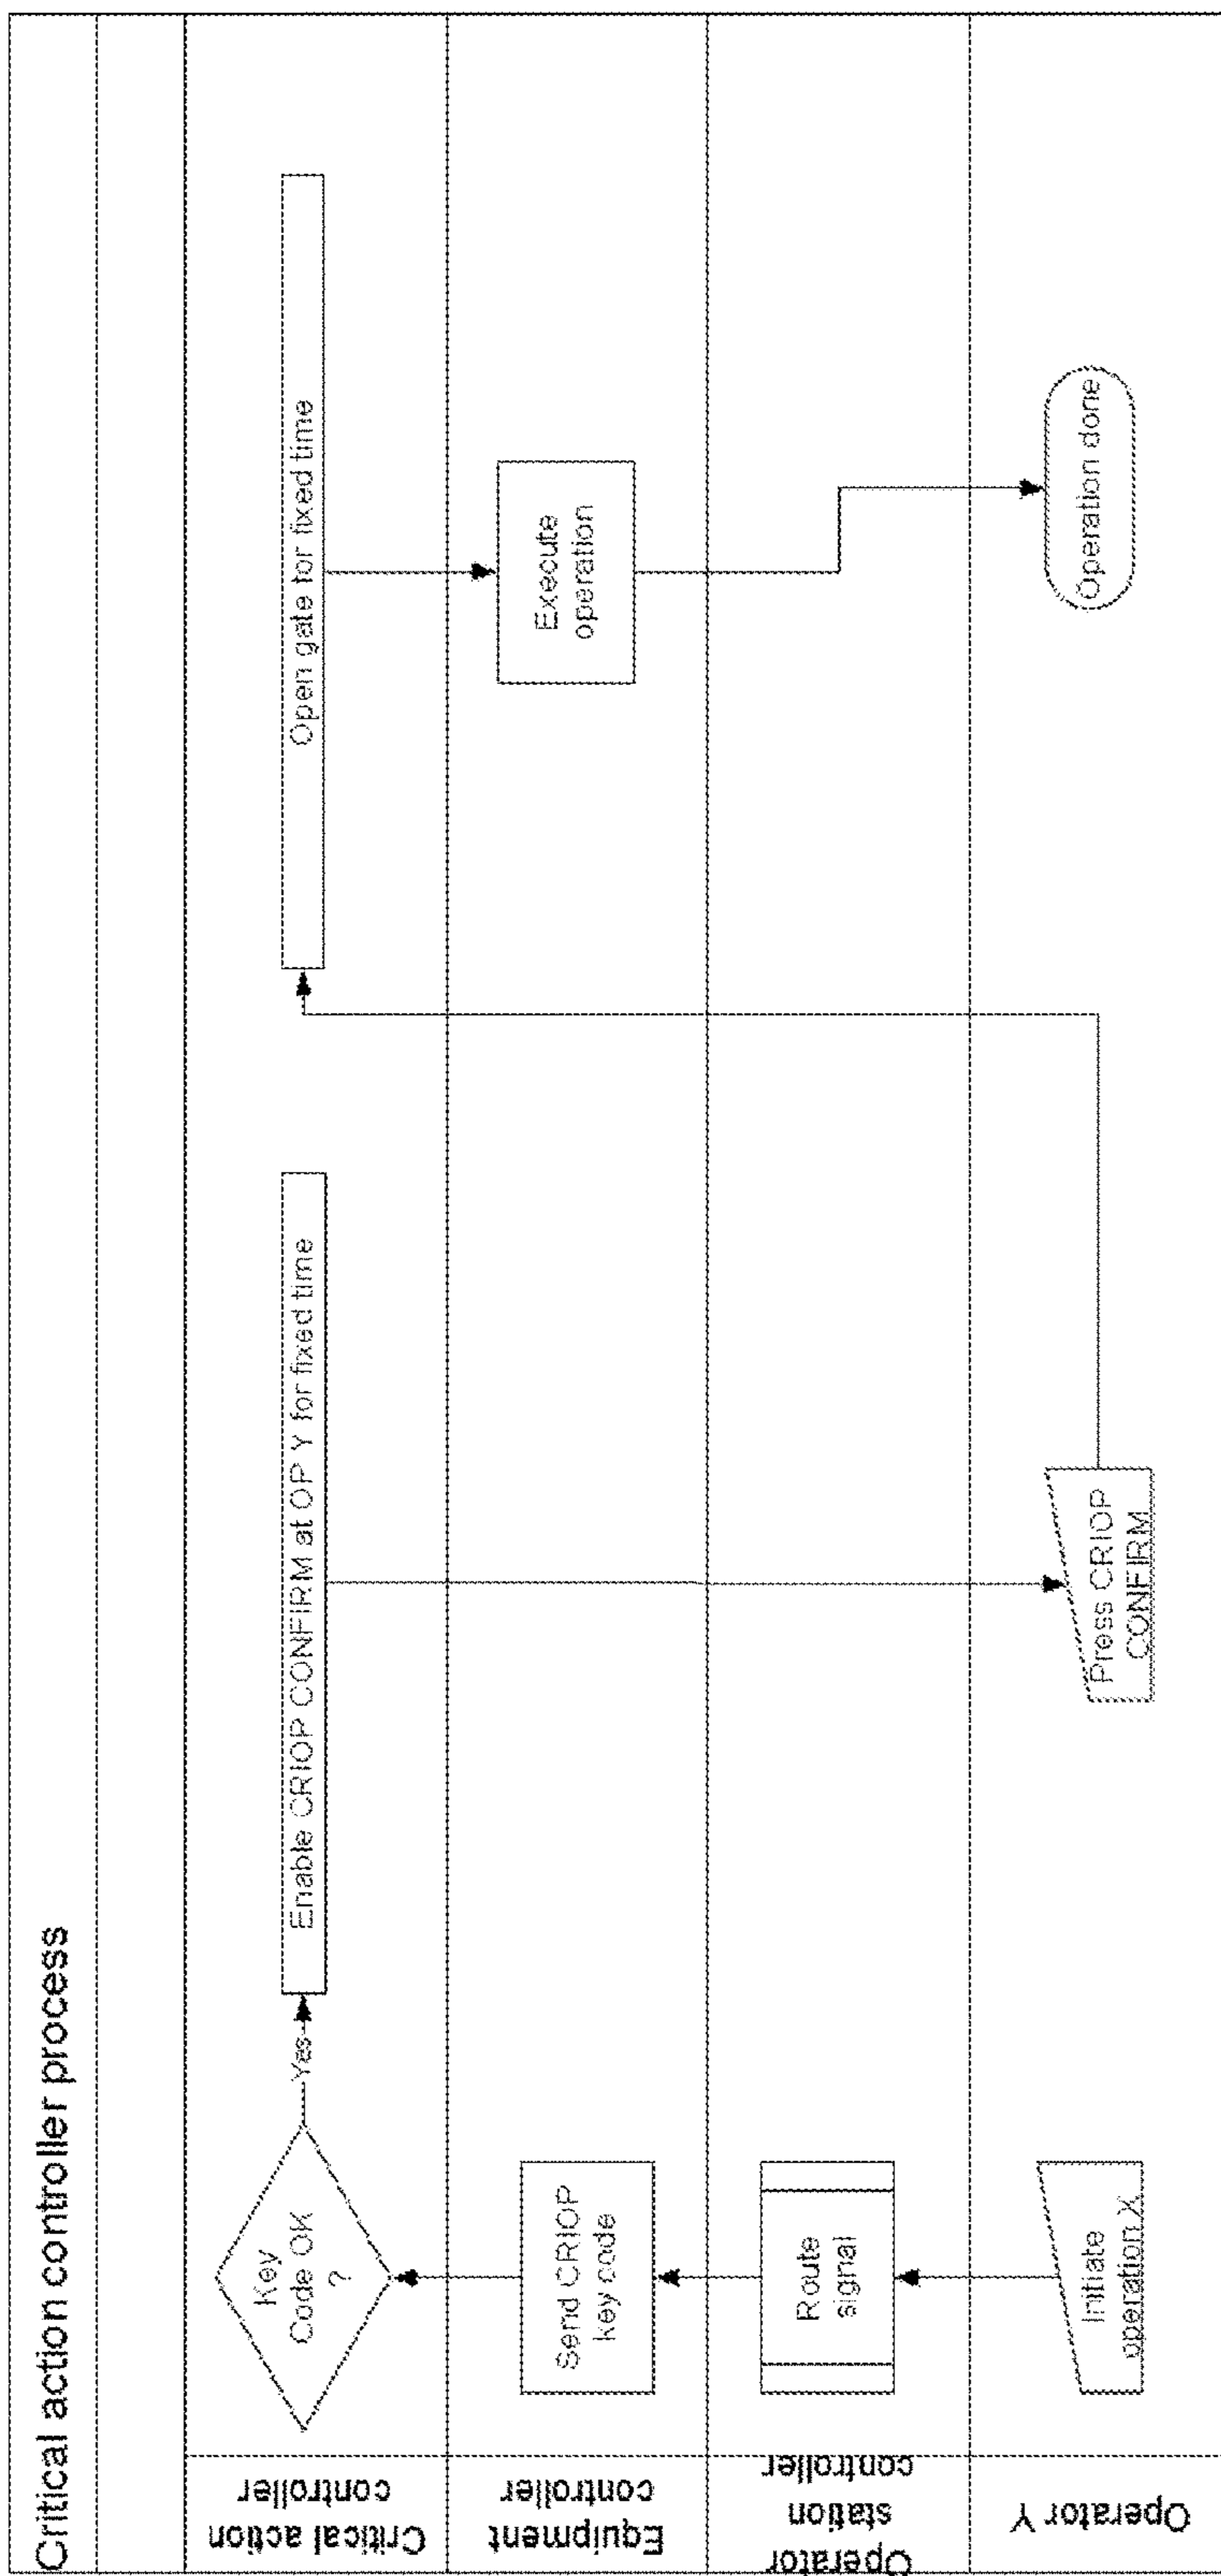 Critical action controller process
Critical action
controller
Key
Code OK
?
Yes
Enable CRIOP CONFIRM at OP Y for fixed time
Open gate for fixed time
Equipment
controller
Send CRIOP
key code
Execute
operation
Operator
station
controller
Route
signal
Operator Y
Initiate
operation X
Press CRIOP
CONFIRM
Operation done